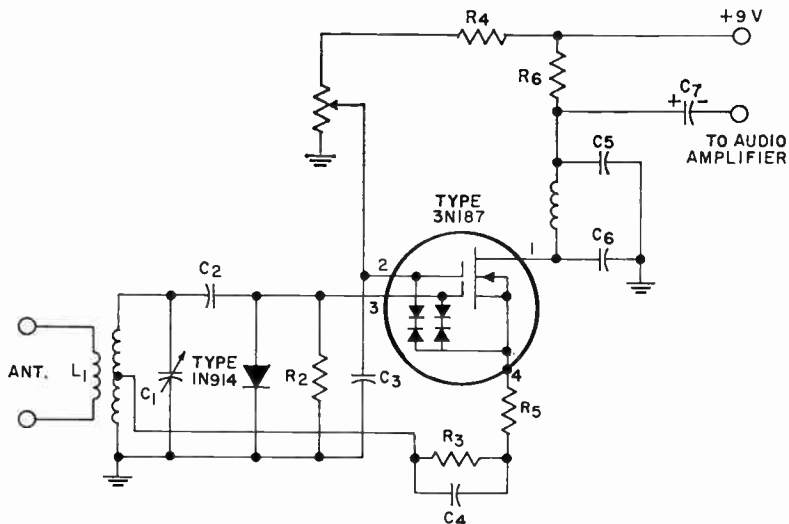 R4
+9 V
R6
C7
+ -
TO AUDIO
AMPLIFIER
C5
TYPE
3N187
1
C6
2
C2
3
ANT.
L1
C1
TYPE
1N914
R2
C3
4
R5
R3
C4